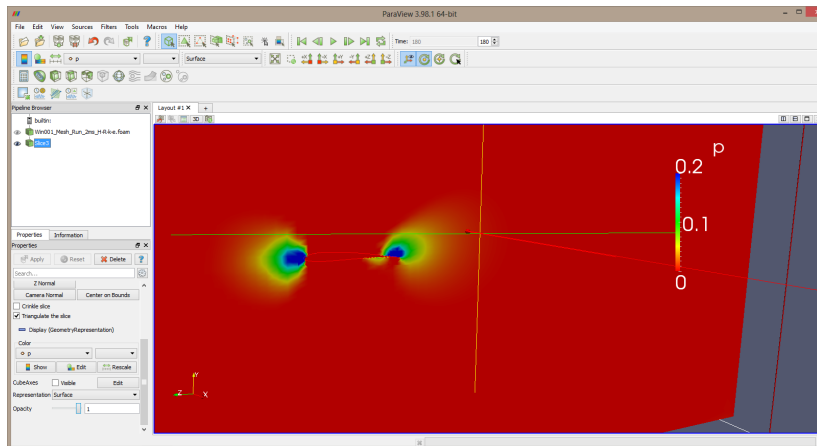 ParaView 3.98.1 64-bit
File Edit View Sources Filters Tools Macros Help
Time: 180 180
p Surface
Pipeline Browser
Layout #1 X +
builtin:
3D
Win001_Mesh_Run_2ms_H-R-k-e.foam
Slice3
p
0.2
0.1
0
Properties Information
Properties
Apply Reset Delete ?
Search...
Z Normal
Camera Normal Center on Bounds
Crinkle slice
Triangulate the slice
Display (GeometryRepresentation)
Color
p
Show Edit Rescale
CubeAxes Visible Edit
Representation Surface
Opacity 1
Y
Z X